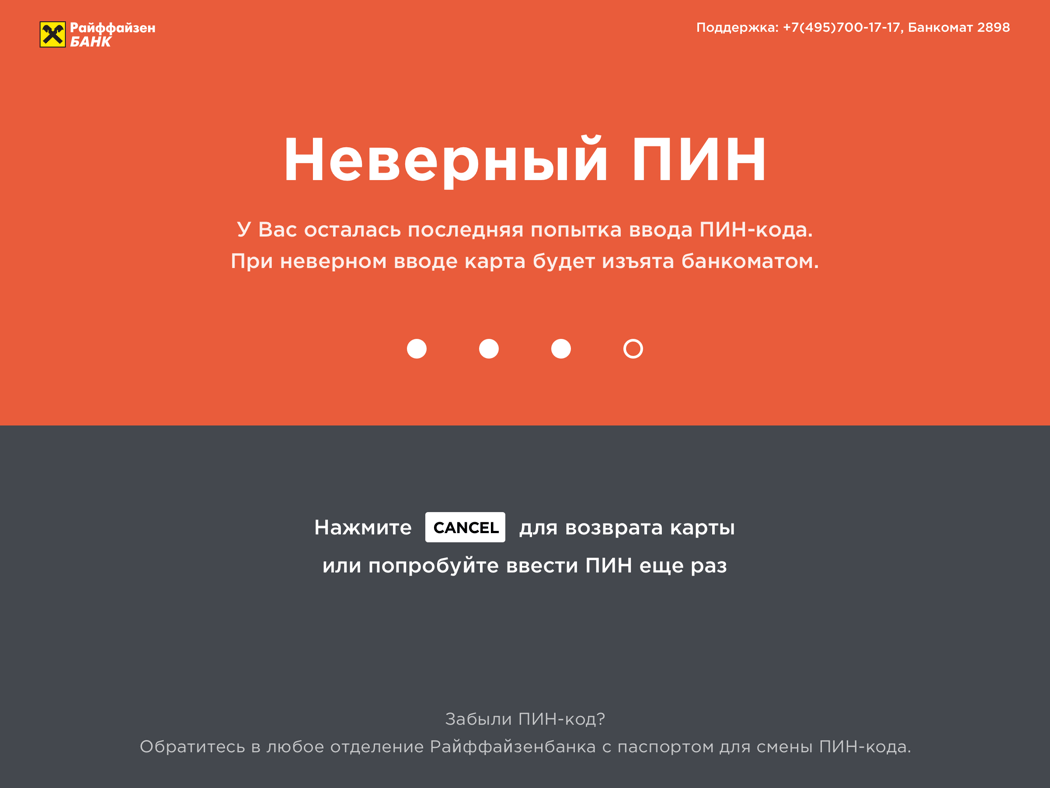 Райффайзен
БАНК
Поддержка: +7(495)700-17-17, Банкомат 2898
Неверный ПИН
У Вас осталась последняя попытка ввода ПИН-кода.
При неверном вводе карта будет изъята банкоматом.
Нажмите CANCEL для возврата карты
или попробуйте ввести ПИН еще раз
Забыли ПИН-код?
Обратитесь в любое отделение Райффайзенбанка с паспортом для смены ПИН-кода.